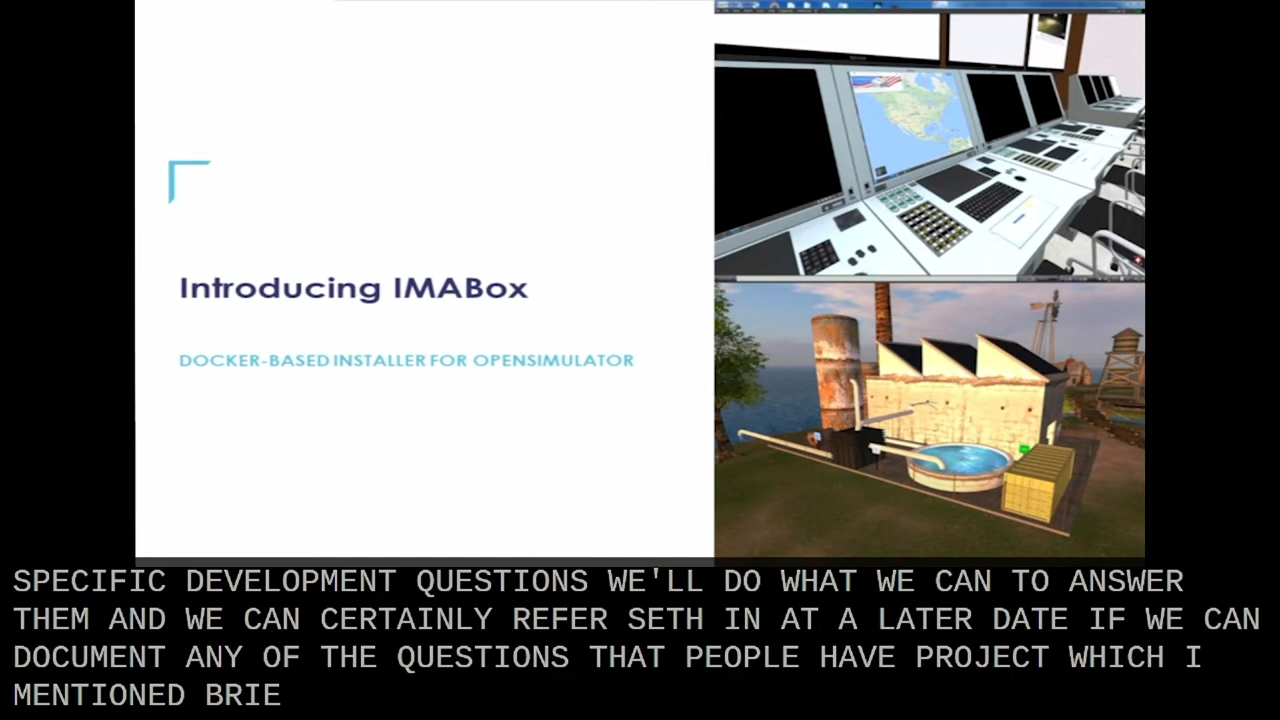 Introducing IMABox
DOCKER-BASED INSTALLER FOR OPENSIMULATOR
SPECIFIC DEVELOPMENT QUESTIONS WE'LL DO WHAT WE CAN TO ANSWER
THEM AND WE CAN CERTAINLY REFER SETH IN AT A LATER DATE IF WE CAN
DOCUMENT ANY OF THE QUESTIONS THAT PEOPLE HAVE PROJECT WHICH I
MENTIONED BRIE